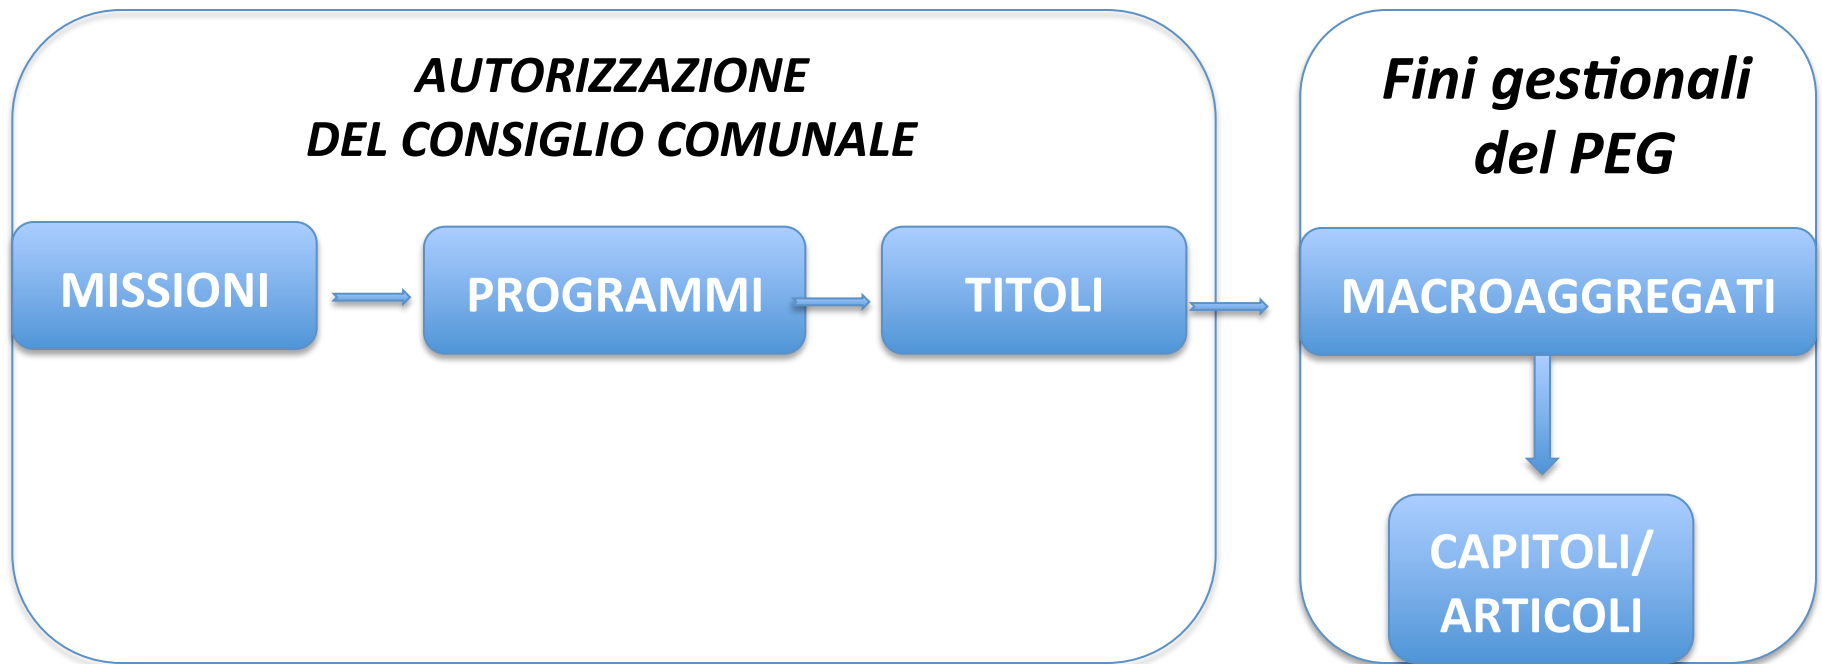 AUTORIZZAZIONE
DEL CONSIGLIO COMUNALE
Fini gestionali
del PEG
MISSIONI
PROGRAMMI
TITOLI
MACROAGGREGATI
CAPITOLI/
ARTICOLI